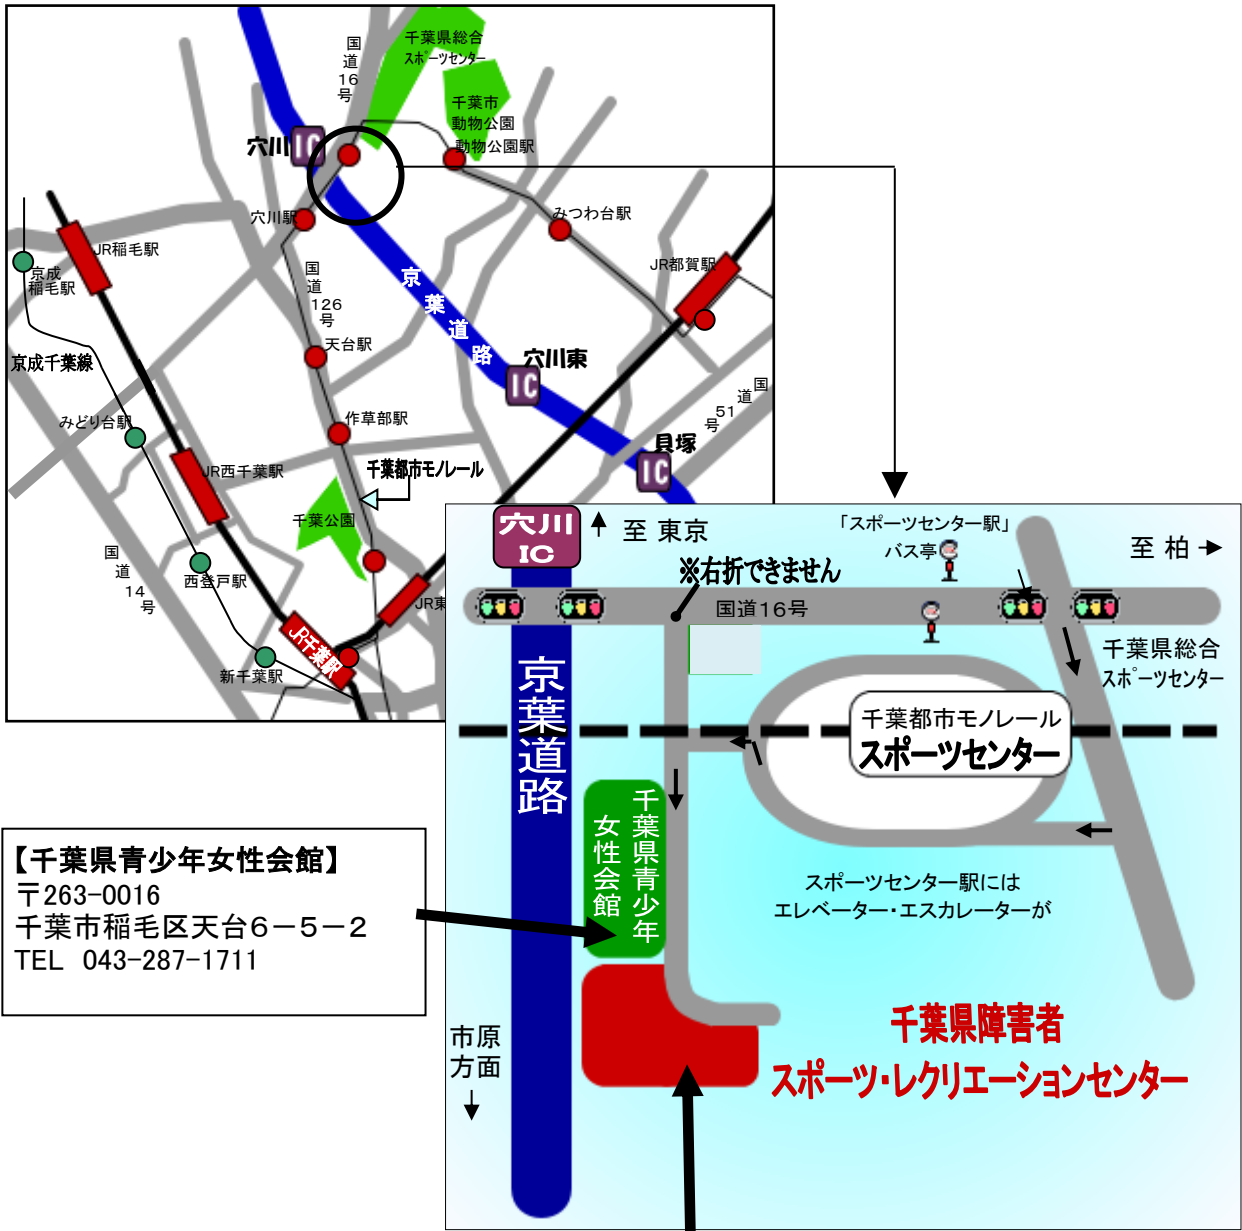 国道16号
千葉県総合
スポーツセンター
千葉市
動物公園
動物公園駅
穴川
IC
穴川駅
みつわ台駅
JR都賀駅
JR稲毛駅
京成
稲毛駅
国道126号
京葉道路
天台駅
穴川東
IC
京成千葉線
国道51号
みどり台駅
作草部駅
貝塚
IC
JR西千葉駅
千葉都市モノレール
千葉公園
国道14号
西登戸駅
JR東
JR千葉駅
新千葉駅
穴川
IC
至 東京
「スポーツセンター駅」
バス亭
至 柏
※右折できません
国道16号
千葉県総合
スポーツセンター
京葉道路
千葉都市モノレール
スポーツセンター
千葉県青少年
女性会館
スポーツセンター駅には
エレベーター・エスカレーターが
【千葉県青少年女性会館】
〒263-0016
千葉市稲毛区天台6-5-2
TEL 043-287-1711
市原
方面
千葉県障害者
スポーツ・レクリエーションセンター